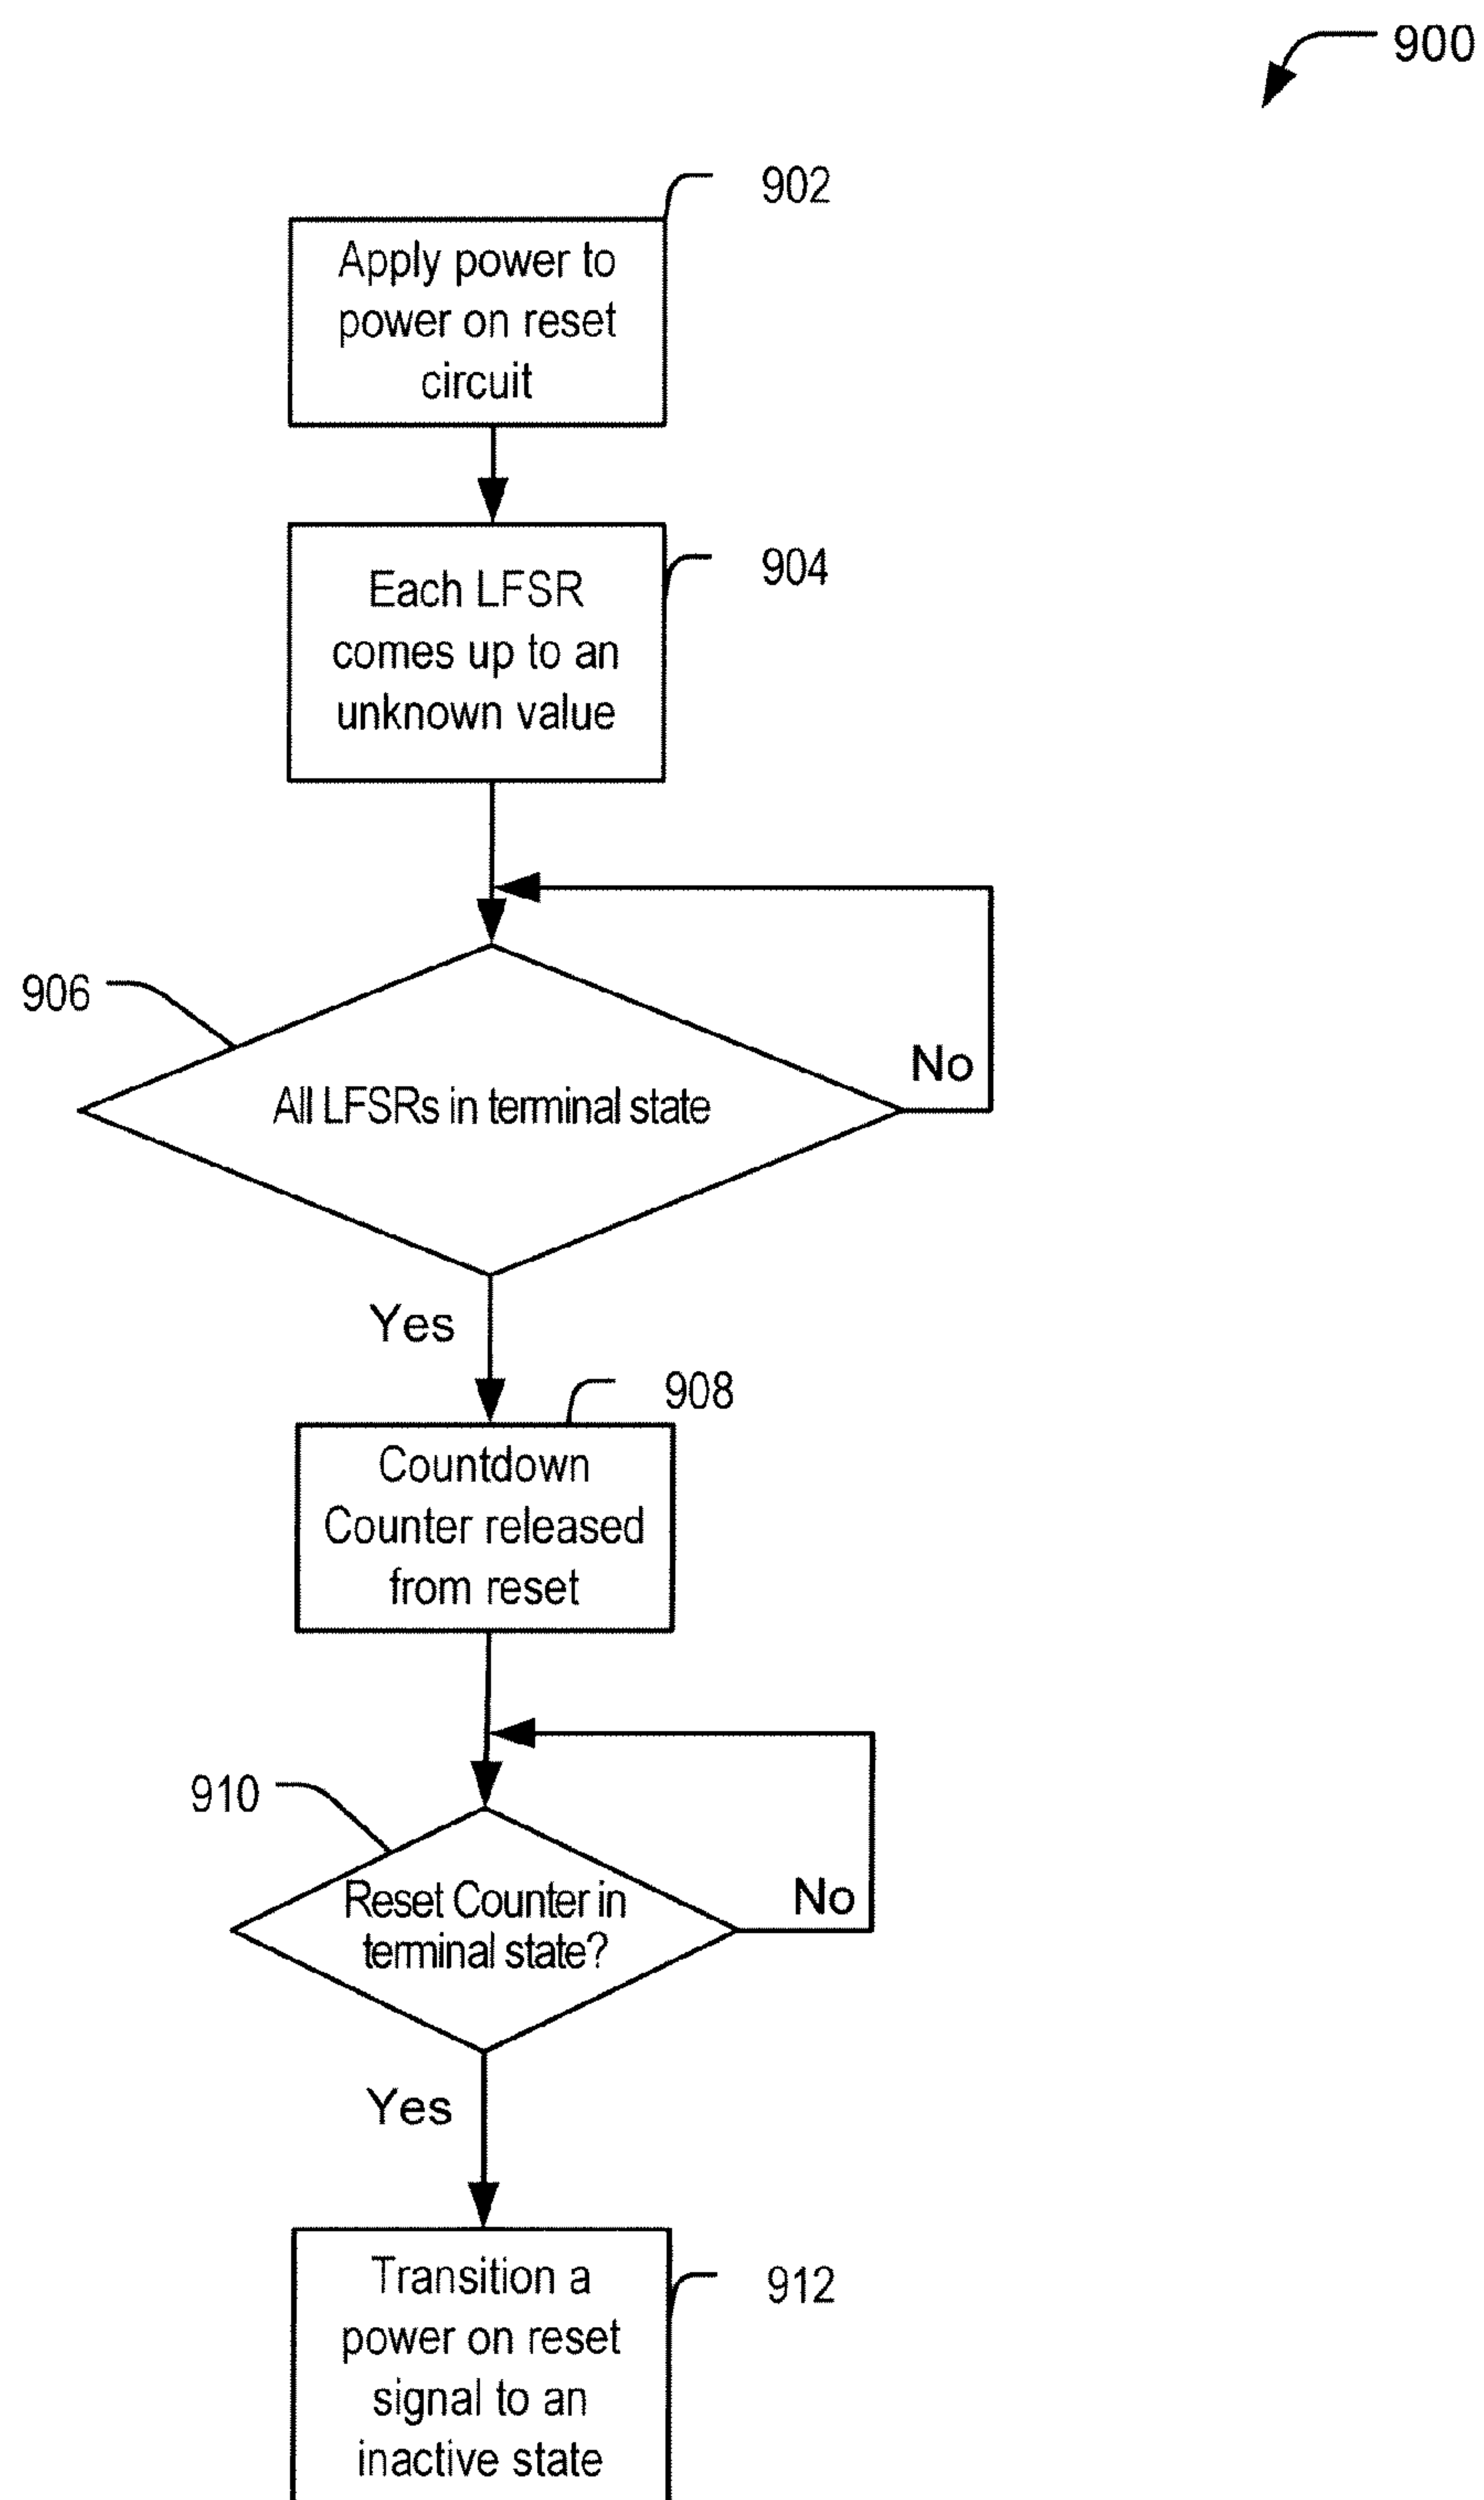 900
902
Apply power to
power on reset
circuit
904
Each LFSR
comes up to an
unknown value
906
All LFSRs in terminal state
No
Yes
908
Countdown
Counter released
from reset
910
Reset Counter in
terminal state?
No
Yes
912
Transition a
power on reset
signal to an
inactive state